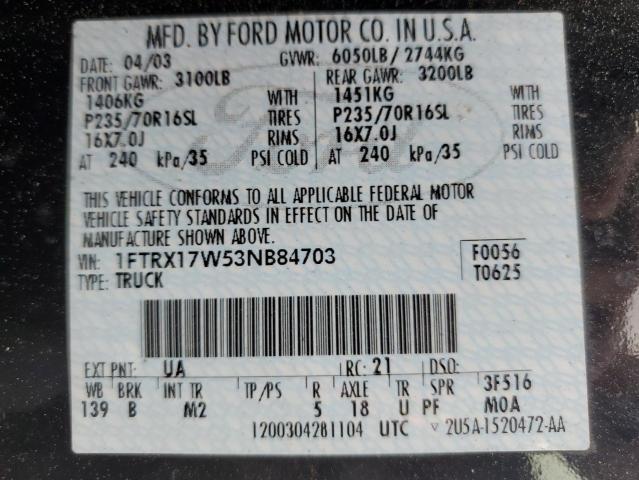 MFD. BY FORD MOTOR CO. IN U.S.A.
DATE: 04/03 GVWR: 6050LB/ 2744KG
FRONT GAWR: 3100LB REAR GAWR: 3200LB
1406KG WITH 1451KG WITH
P235/70R16SL TIRES P235/70R16SL TIRES
16X7.0J RIMS 16X7.0J RIMS
AT 240 kPa/35 PSI COLD AT 240 kPa/35 PSI COLD
THIS VEHICLE CONFORMS TO ALL APPLICABLE FEDERAL MOTOR
VEHICLE SAFETY STANDARDS IN EFFECT ON THE DATE OF
MANUFACTURE SHOWN ABOVE.
VIN: 1FTRX17W53NB84703 F0056
TYPE: TRUCK T0625
EXT PNT: UA RC: 21 DSO:
WB BRK INT TR TP/PS R AXLE TR SPR 3F516
139 B M2 5 18 U PF MOA
1200304281104 UTC ▽ 2U5A-1520472-AA
Ford